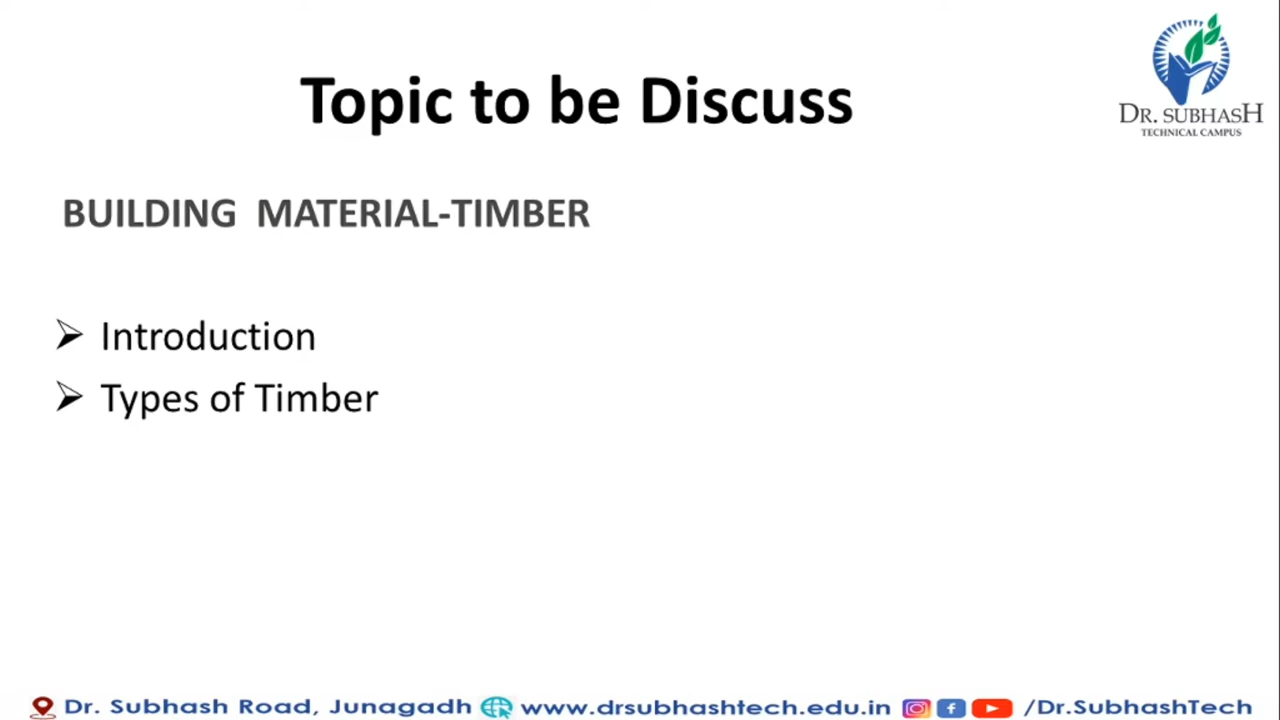 Topic to be Discuss
DR. SUBHASH
TECHNICAL CAMPUS
BUILDING MATERIAL-TIMBER
Introduction
Types of Timber
Dr. Subhash Road, Junagadh www.drsubhashtech.edu.in /Dr.SubhashTech